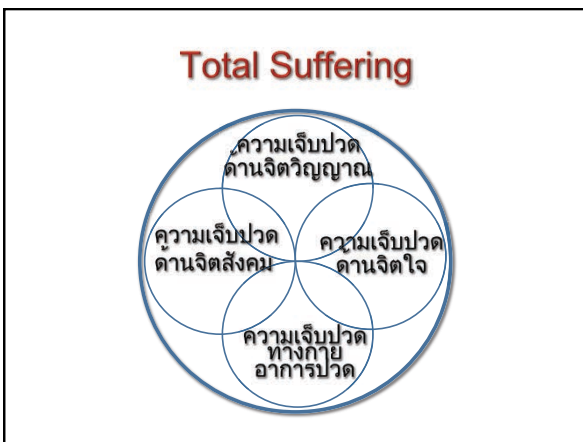 Total Suffering
ความเจ็บปวด
ด้านจิตวิญญาณ
ความเจ็บปวด
ด้านจิตสังคม
ความเจ็บปวด
ด้านจิตใจ
ความเจ็บปวด
ทางกาย
อาการปวด